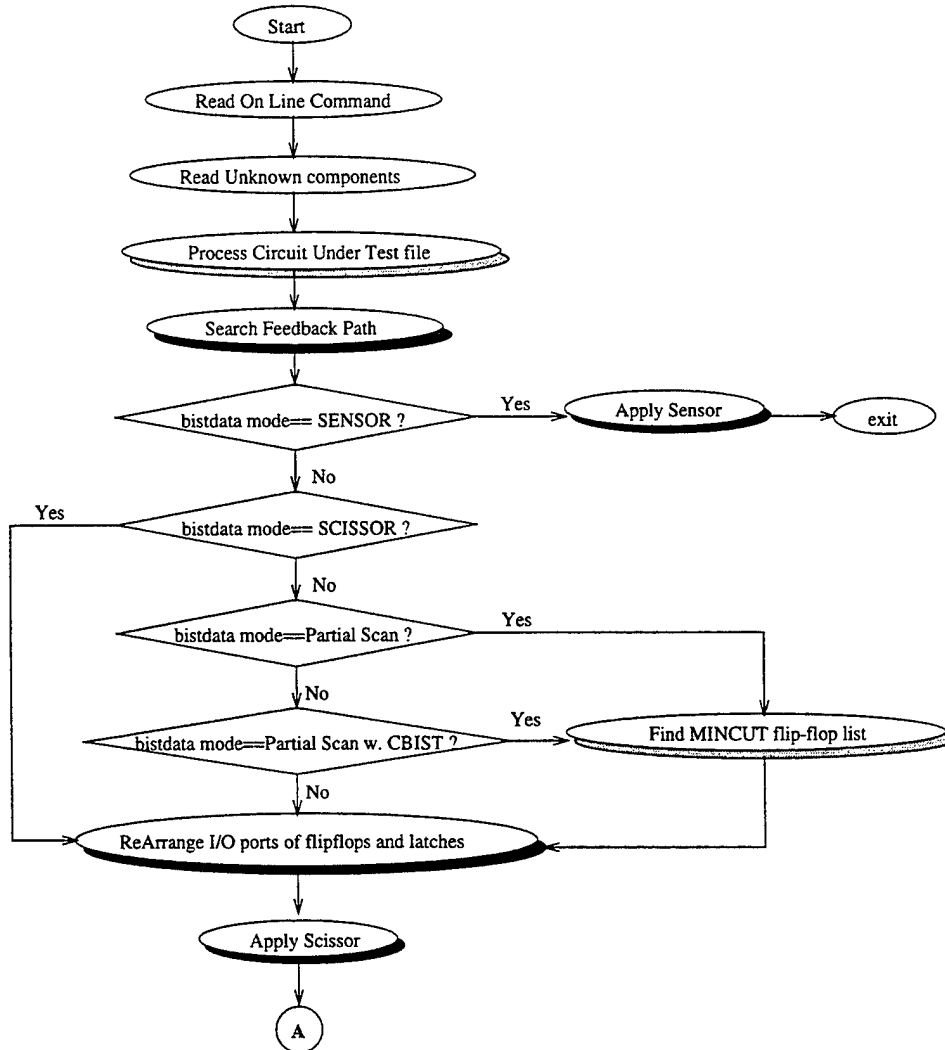 Start
Read On Line Command
Read Unknown components
Process Circuit Under Test file
Search Feedback Path
bistdata mode== SENSOR ?
Yes
Apply Sensor
exit
No
Yes
bistdata mode== SCISSOR ?
No
bistdata mode==Partial Scan ?
Yes
No
bistdata mode==Partial Scan w. CBIST ?
Yes
Find MINCUT flip-flop list
No
ReArrange I/O ports of flipflops and latches
Apply Scissor
A